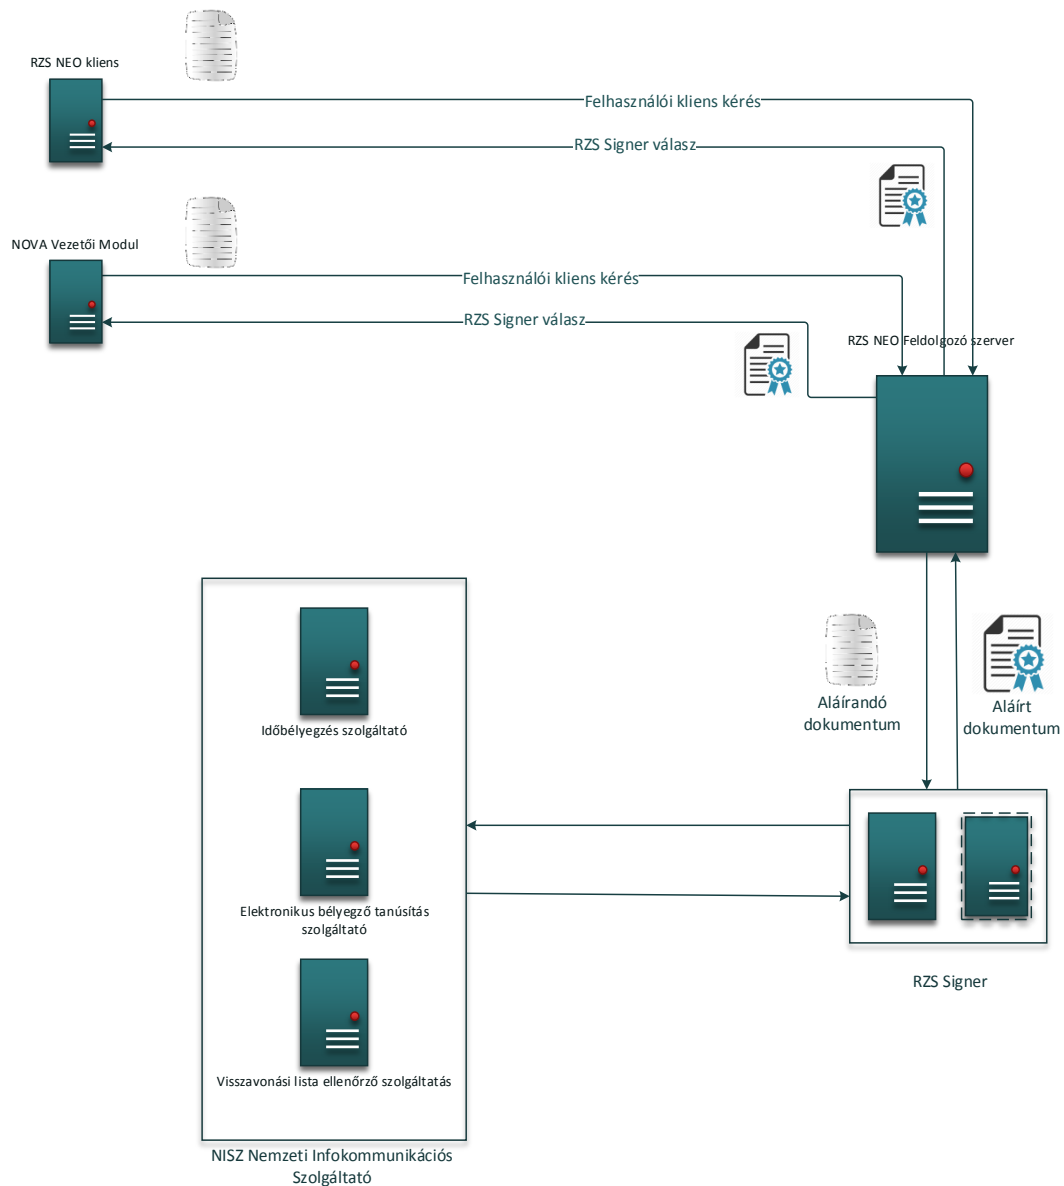 RZS NEO kliens
Felhasználói kliens kérés
RZS Signer válasz
NOVA Vezetői Modul
Felhasználói kliens kérés
RZS Signer válasz
RZS NEO Feldolgozó szerver
Aláírandó
dokumentum
Aláírt
dokumentum
Időbélyegzés szolgáltató
Elektronikus bélyegző tanúsítás
szolgáltató
Visszavonási lista ellenőrző szolgáltatás
RZS Signer
NISZ Nemzeti Infokommunikációs
Szolgáltató